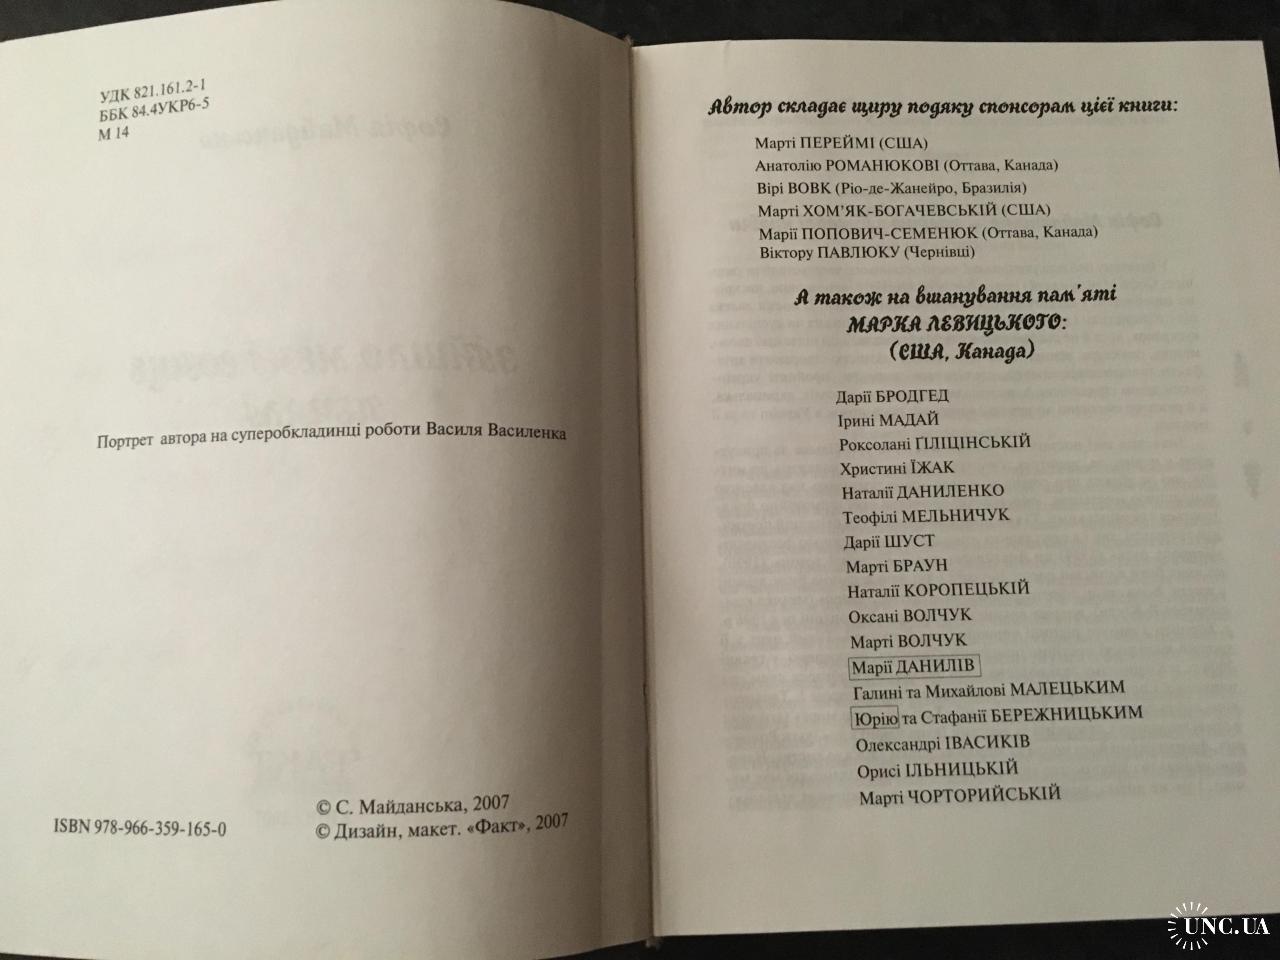 УДК 821.161.2-1
ББК 84.4УКР6-5
М 14
Портрет автора на суперобкладинці роботи Василя Василенка
ISBN 978-966-359-165-0
© С. Майданська, 2007
© Дизайн, макет. «Факт», 2007
Автор складає щиру подяку спонсорам цієї книги:
Марті ПЕРЕЙМІ (США)
Анатолію РОМАНЮКОВІ (Оттава, Канада)
Вірі ВОВК (Ріо-де-Жанейро, Бразилія)
Марті ХОМ’ЯК-БОГАЧЕВСЬКІЙ (США)
Марії ПОПОВИЧ-СЕМЕНЮК (Оттава, Канада)
Віктору ПАВЛЮКУ (Чернівці)
А також на вшанування пам’яті
МАРКА ЛЕВИЦЬКОГО:
(США, Канада)
Дарії БРОДГЕД
Ірині МАДАЙ
Роксолані ГІЛІЦІНСЬКІЙ
Христині ЇЖАК
Наталії ДАНИЛЕНКО
Теофілі МЕЛЬНИЧУК
Дарії ШУСТ
Марті БРАУН
Наталії КОРОПЕЦЬКІЙ
Оксані ВОЛЧУК
Марті ВОЛЧУК
Марії ДАНИЛІВ
Галині та Михайлові МАЛЕЦЬКИМ
Юрію та Стафанії БЕРЕЖНИЦЬКИМ
Олександрі ІВАСИКІВ
Орисі ІЛЬНИЦЬКІЙ
Марті ЧОРТОРИЙСЬКІЙ
UNC.UA